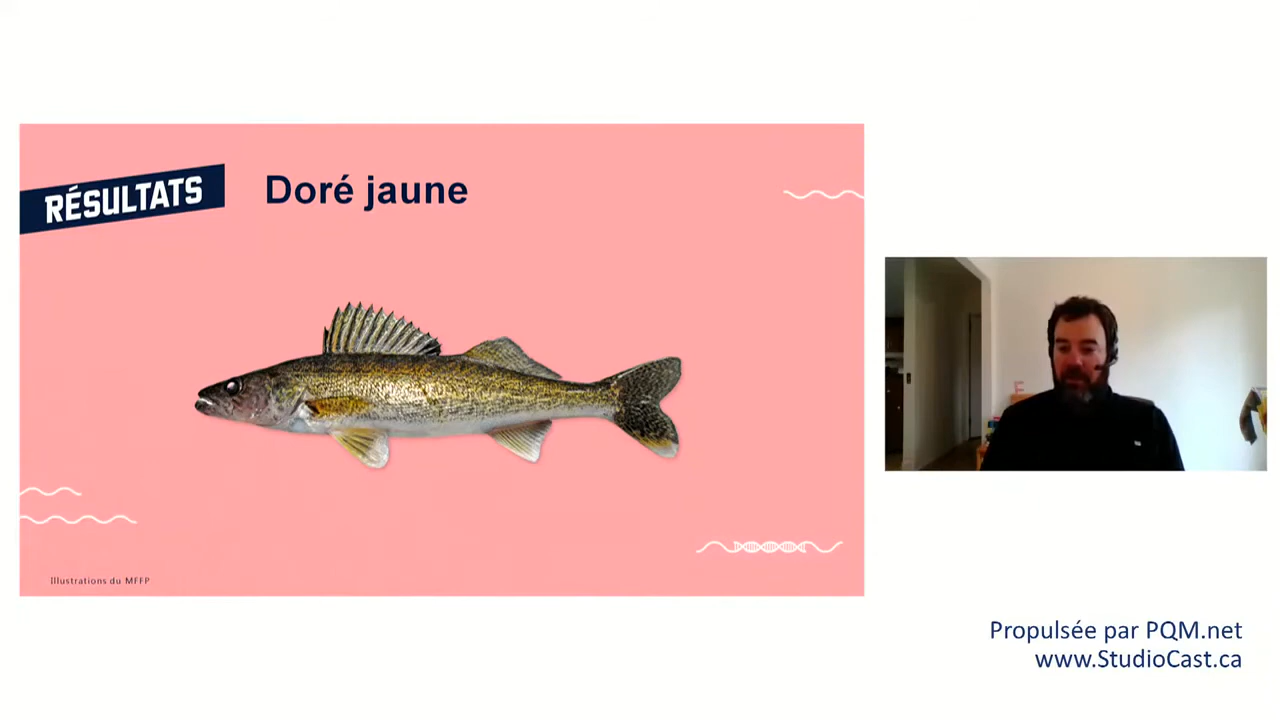 RÉSULTATS
Doré jaune
Illustrations du MFFP
Propulsée par PQM.net
www.StudioCast.ca